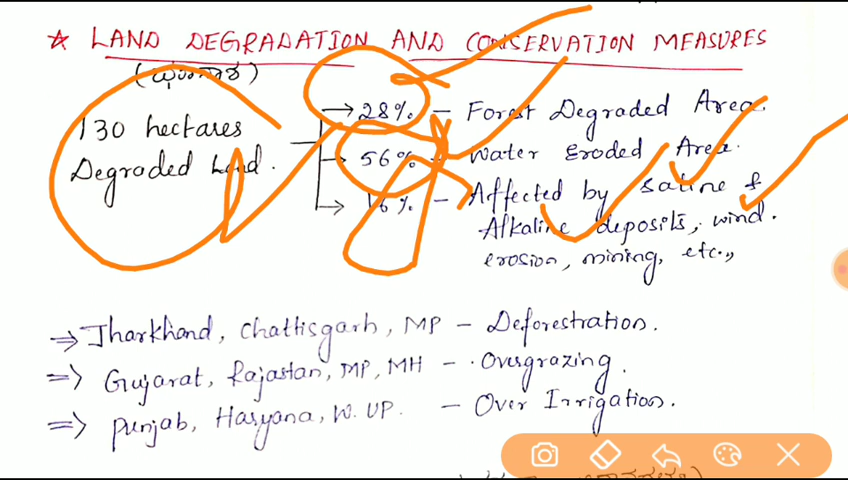 ☆ LAND DEGRADATION AND CONSERVATION MEASURES
130 hectares
Degraded Land.
→ 28% — Forest Degraded Area.
→ 56% — Water Eroded Area.
→ 16% — Affected by saline &
Alkaline deposits, wind.
erosion, mining, etc.,
⇒ Jharkhand, Chattisgarh, MP — Deforestration.
⇒ Gujarat, Rajastan, MP, MH — Overgrazing.
⇒ Punjab, Haryana, W. UP. — Over Irrigation.